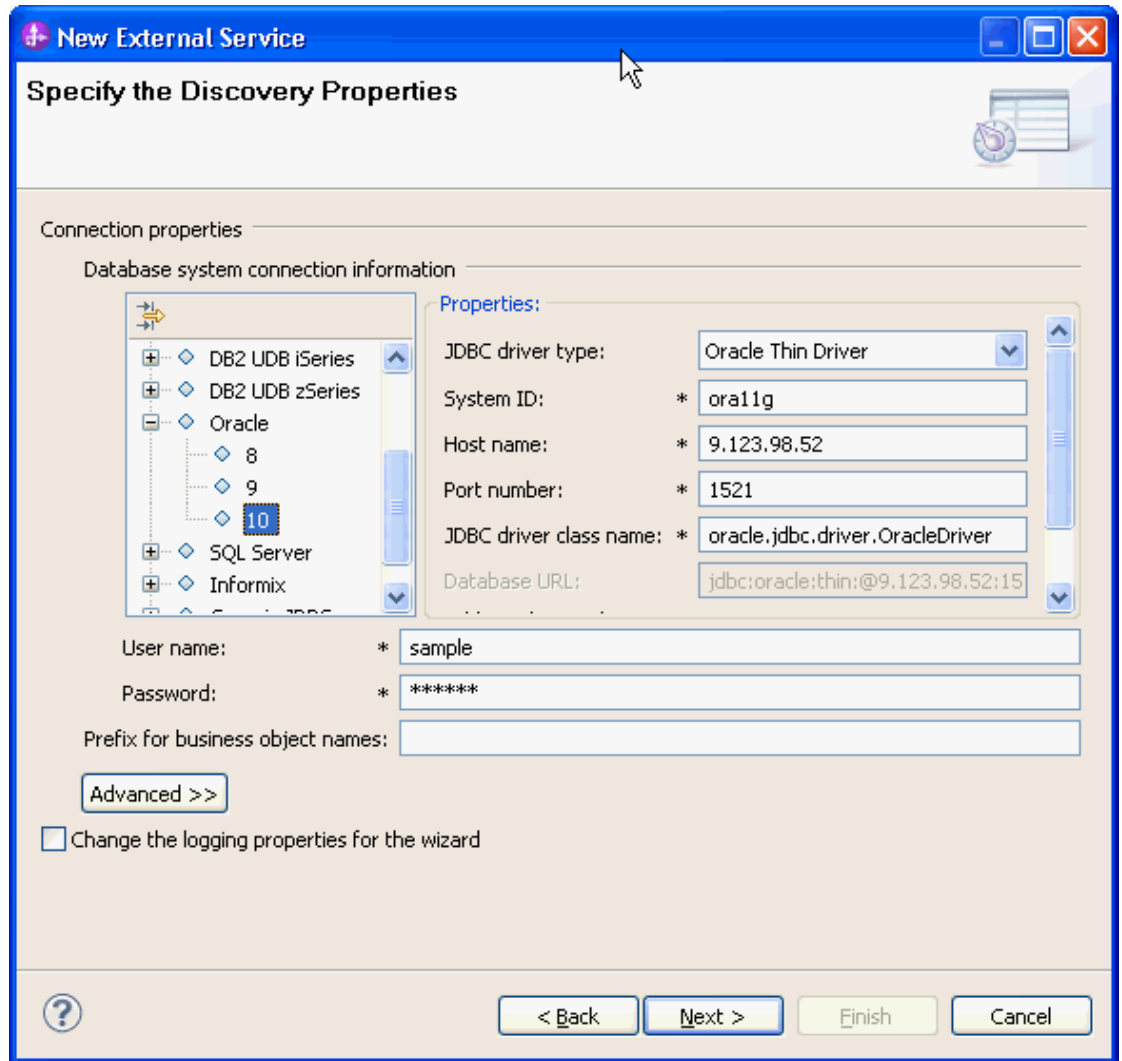 New External Service
Specify the Discovery Properties
Connection properties
Database system connection information
DB2 UDB iSeries
DB2 UDB zSeries
Oracle
8
9
10
SQL Server
Informix
Properties:
JDBC driver type: Oracle Thin Driver
System ID: * ora11g
Host name: * 9.123.98.52
Port number: * 1521
JDBC driver class name: * oracle.jdbc.driver.OracleDriver
Database URL: jdbc:oracle:thin:@9.123.98.52:15
User name: * sample
Password: * ******
Prefix for business object names:
Advanced >>
Change the logging properties for the wizard
? < Back Next > Finish Cancel